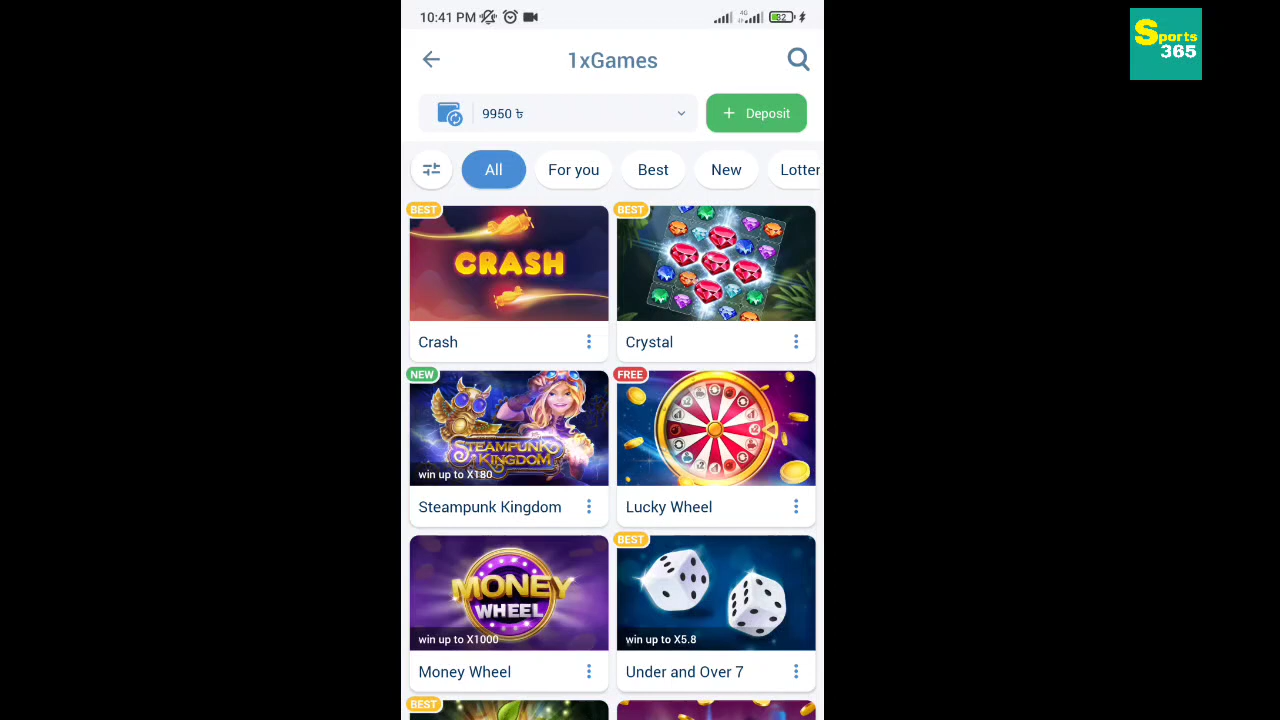 10:41 PM
4G
32
Sports
365
1xGames
9950 ৳
+ Deposit
All
For you
Best
New
Lotter
BEST
BEST
CRASH
Crash
Crystal
NEW
FREE
STEAMPUNK
KINGDOM
win up to X180
Steampunk Kingdom
Lucky Wheel
BEST
MONEY
WHEEL
win up to X1000
win up to X5.8
Money Wheel
Under and Over 7
BEST